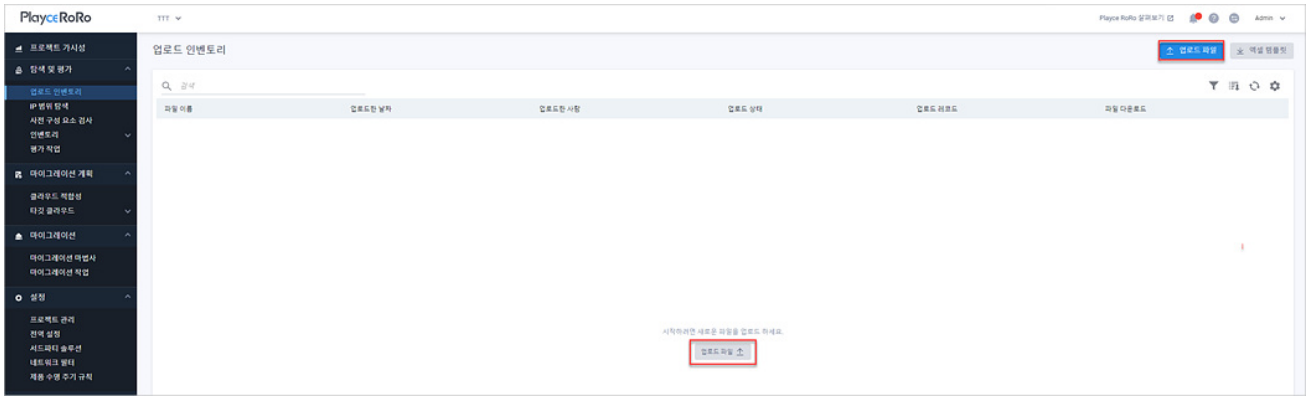 PlayceRoRo
TTT
Playce RoRo 살펴보기
Admin
프로젝트 가시성
탐색 및 평가
업로드 인벤토리
IP 범위 탐색
사전 구성 요소 검사
인벤토리
평가 작업
마이그레이션 계획
클라우드 적합성
타깃 클라우드
마이그레이션
마이그레이션 마법사
마이그레이션 작업
설정
프로젝트 관리
전역 설정
서드파티 솔루션
네트워크 필터
제품 수명 주기 규칙
업로드 인벤토리
업로드 파일
엑셀 템플릿
검색
파일 이름 업로드한 날짜 업로드한 사람 업로드 상태 업로드 레코드 파일 다운로드
시작하려면 새로운 파일을 업로드 하세요.
업로드 파일